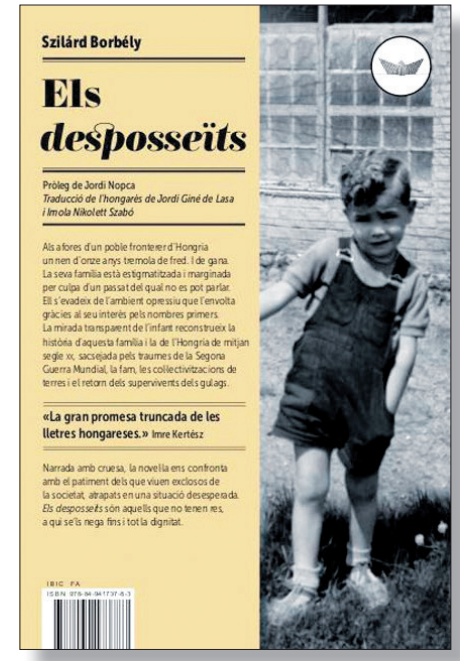 Szilárd Borbély
Els
desposseïts
Pròleg de Jordi Nopca
Traducció de l'hongarès de Jordi Giné de Lasa
i Imola Nikolett Szabó
Als afores d'un poble fronterer d'Hongria
un nen d'onze anys tremola de fred. I de gana.
La seva família està estigmatitzada i marginada
per culpa d'un passat del qual no es pot parlar.
Ell s'evadeix de l'ambient opressiu que l'envolta
gràcies al seu interès pels nombres primers.
La mirada transparent de l'infant reconstrueix la
història d'aquesta família i la de l'Hongria de mitjan
segle XX, sacsejada pels traumes de la Segona
Guerra Mundial, la fam, les col·lectivitzacions de
terres i el retorn dels supervivents dels gulags.
«La gran promesa truncada de les
lletres hongareses.» Imre Kertész
Narrada amb cruesa, la novel·la ens confronta
amb el patiment dels que viuen exclosos de
la societat, atrapats en una situació desesperada.
Els desposseïts són aquells que no tenen res,
a qui se'ls nega fins i tot la dignitat.
IBIC FA
ISBN 978-84-941737-6-3